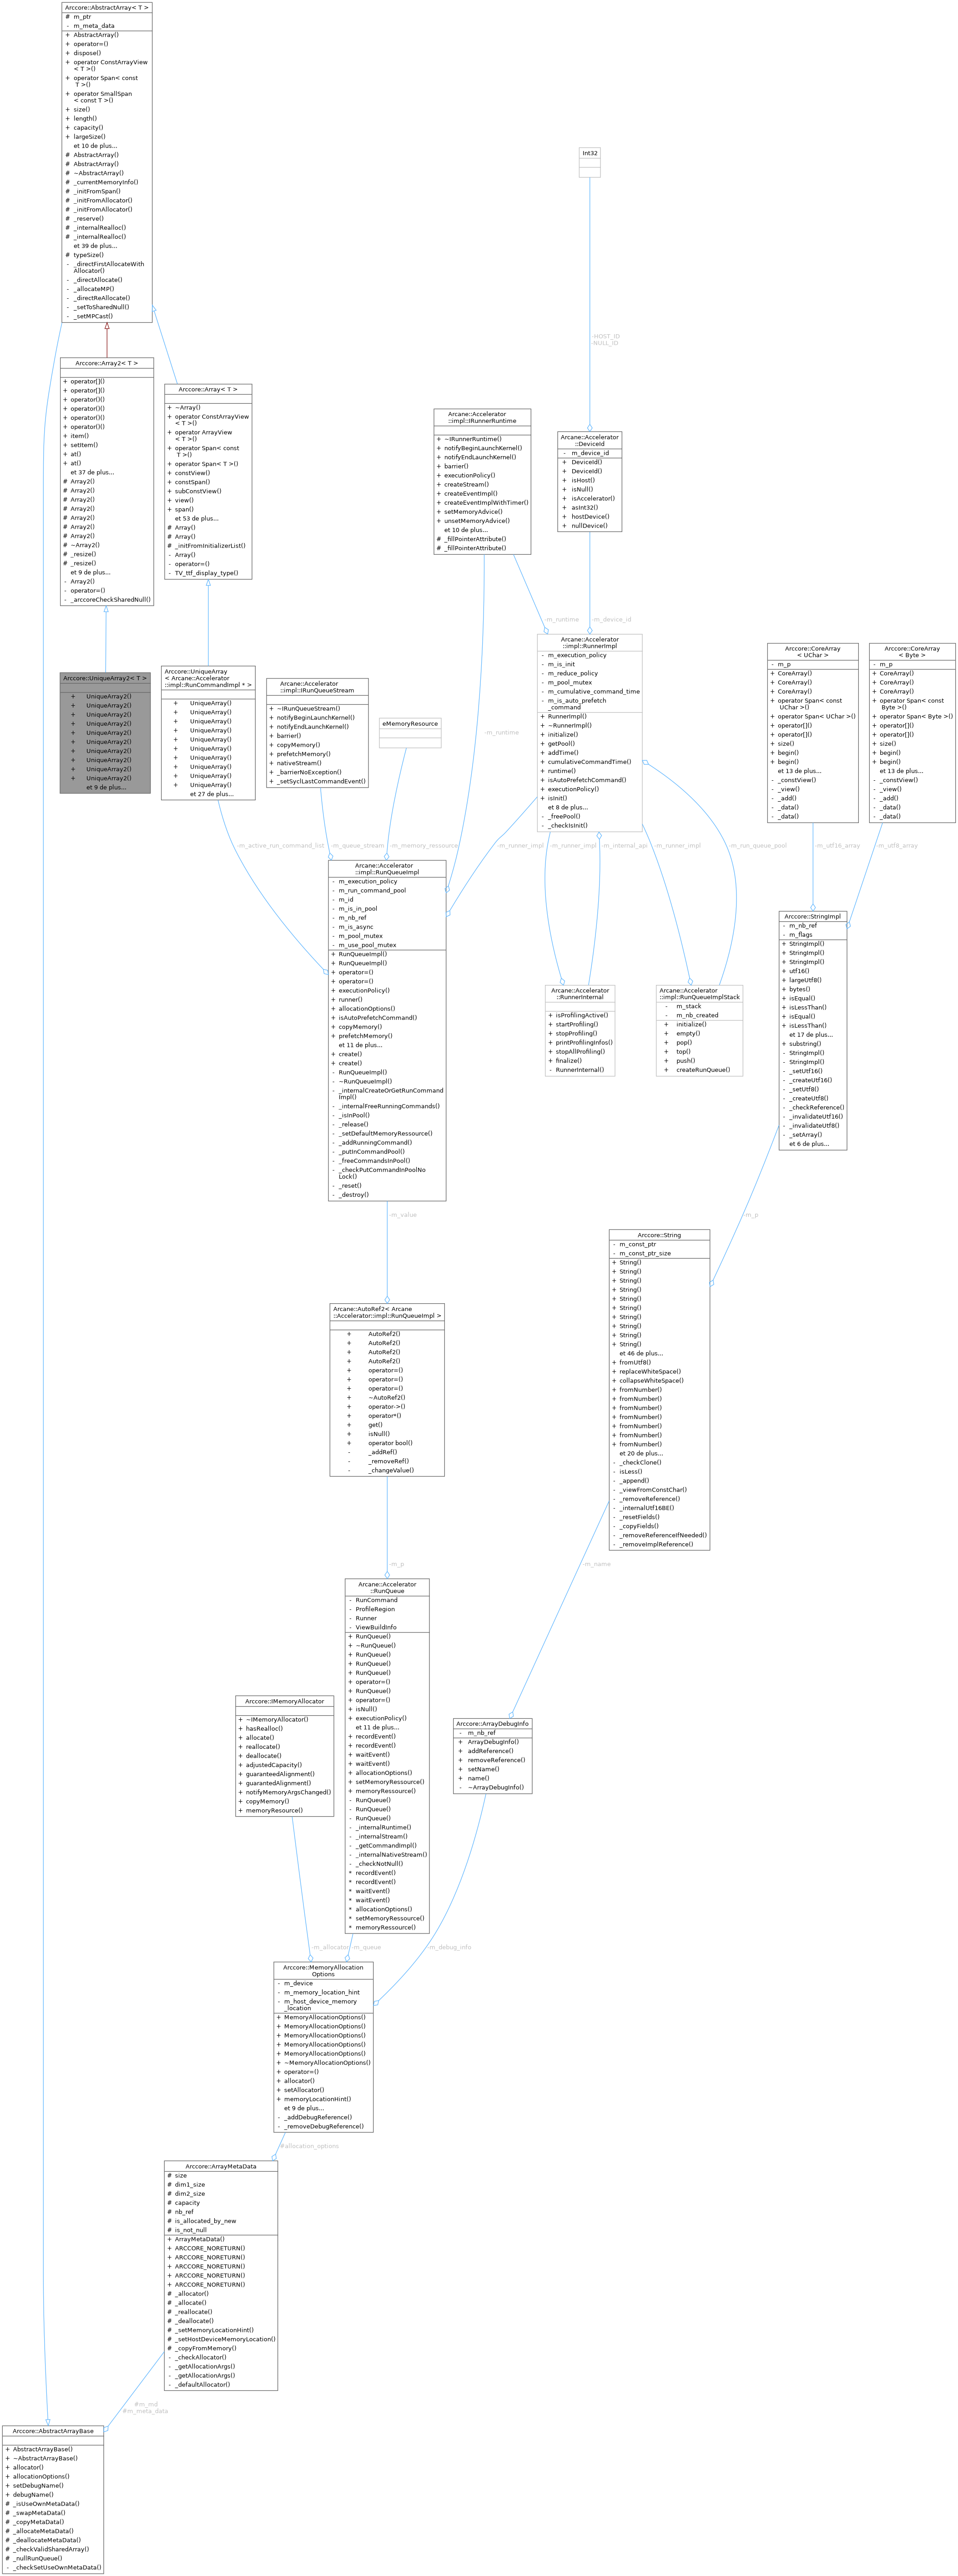 Arccore::AbstractArray< T >
# m_ptr
- m_meta_data
+ AbstractArray()
+ operator=()
+ dispose()
+ operator ConstArrayView
< T >()
+ operator Span< const
T >()
+ operator SmallSpan
< const T >()
+ size()
+ length()
+ capacity()
+ largeSize()
et 10 de plus...
# AbstractArray()
# AbstractArray()
# ~AbstractArray()
# _currentMemoryInfo()
# _initFromSpan()
# _initFromAllocator()
# _initFromAllocator()
# _reserve()
# _internalRealloc()
# _internalRealloc()
et 39 de plus...
# typeSize()
- _directFirstAllocateWith
Allocator()
- _directAllocate()
- _allocateMP()
- _directReAllocate()
- _setToSharedNull()
- _setMPCast()
Int32
-HOST_ID
-NULL_ID
Arccore::Array2< T >
+ operator[]()
+ operator[]()
+ operator()()
+ operator()()
+ operator()()
+ operator()()
+ item()
+ setItem()
+ at()
+ at()
et 37 de plus...
# Array2()
# Array2()
# Array2()
# Array2()
# Array2()
# Array2()
# Array2()
# ~Array2()
# _resize()
# _resize()
et 9 de plus...
- Array2()
- operator=()
- _arccoreCheckSharedNull()
Arccore::Array< T >
+ ~Array()
+ operator ConstArrayView
< T >()
+ operator ArrayView
< T >()
+ operator Span< const
T >()
+ operator Span< T >()
+ constView()
+ constSpan()
+ subConstView()
+ view()
+ span()
et 53 de plus...
# Array()
# Array()
# _initFromInitializerList()
- Array()
- operator=()
- TV_ttf_display_type()
Arcane::Accelerator
::impl::IRunnerRuntime
+ ~IRunnerRuntime()
+ notifyBeginLaunchKernel()
+ notifyEndLaunchKernel()
+ barrier()
+ executionPolicy()
+ createStream()
+ createEventImpl()
+ createEventImplWithTimer()
+ setMemoryAdvice()
+ unsetMemoryAdvice()
et 10 de plus...
# _fillPointerAttribute()
# _fillPointerAttribute()
Arcane::Accelerator
::DeviceId
- m_device_id
+ DeviceId()
+ DeviceId()
+ isHost()
+ isNull()
+ isAccelerator()
+ asInt32()
+ hostDevice()
+ nullDevice()
-m_runtime
-m_device_id
Arccore::UniqueArray2< T >
+ UniqueArray2()
+ UniqueArray2()
+ UniqueArray2()
+ UniqueArray2()
+ UniqueArray2()
+ UniqueArray2()
+ UniqueArray2()
+ UniqueArray2()
+ UniqueArray2()
+ UniqueArray2()
et 9 de plus...
Arccore::UniqueArray
< Arcane::Accelerator
::impl::RunCommandImpl * >
+ UniqueArray()
+ UniqueArray()
+ UniqueArray()
+ UniqueArray()
+ UniqueArray()
+ UniqueArray()
+ UniqueArray()
+ UniqueArray()
+ UniqueArray()
+ UniqueArray()
et 27 de plus...
Arcane::Accelerator
::impl::IRunQueueStream
+ ~IRunQueueStream()
+ notifyBeginLaunchKernel()
+ notifyEndLaunchKernel()
+ barrier()
+ copyMemory()
+ prefetchMemory()
+ nativeStream()
+ _barrierNoException()
+ _setSyclLastCommandEvent()
eMemoryResource
-m_runtime
Arcane::Accelerator
::impl::RunnerImpl
- m_execution_policy
- m_is_init
- m_reduce_policy
- m_pool_mutex
- m_cumulative_command_time
- m_is_auto_prefetch
_command
+ RunnerImpl()
+ ~RunnerImpl()
+ initialize()
+ getPool()
+ addTime()
+ cumulativeCommandTime()
+ runtime()
+ isAutoPrefetchCommand()
+ executionPolicy()
+ isInit()
et 8 de plus...
- _freePool()
- _checkIsInit()
Arccore::CoreArray
< UChar >
- m_p
+ CoreArray()
+ CoreArray()
+ CoreArray()
+ operator Span< const
UChar >()
+ operator Span< UChar >()
+ operator[]()
+ operator[]()
+ size()
+ begin()
+ begin()
et 13 de plus...
- _constView()
- _view()
- _add()
- _data()
- _data()
Arccore::CoreArray
< Byte >
- m_p
+ CoreArray()
+ CoreArray()
+ CoreArray()
+ operator Span< const
Byte >()
+ operator Span< Byte >()
+ operator[]()
+ operator[]()
+ size()
+ begin()
+ begin()
et 13 de plus...
- _constView()
- _view()
- _add()
- _data()
- _data()
-m_active_run_command_list
-m_queue_stream
-m_memory_ressource
-m_runner_impl
-m_runner_impl
-m_internal_api
-m_runner_impl
-m_run_queue_pool
-m_utf16_array
-m_utf8_array
Arcane::Accelerator
::impl::RunQueueImpl
- m_execution_policy
- m_run_command_pool
- m_id
- m_is_in_pool
- m_nb_ref
- m_is_async
- m_pool_mutex
- m_use_pool_mutex
+ RunQueueImpl()
+ RunQueueImpl()
+ operator=()
+ operator=()
+ executionPolicy()
+ runner()
+ allocationOptions()
+ isAutoPrefetchCommand()
+ copyMemory()
+ prefetchMemory()
et 11 de plus...
+ create()
+ create()
- RunQueueImpl()
- ~RunQueueImpl()
- _internalCreateOrGetRunCommand
Impl()
- _internalFreeRunningCommands()
- _isInPool()
- _release()
- _setDefaultMemoryRessource()
- _addRunningCommand()
- _putInCommandPool()
- _freeCommandsInPool()
- _checkPutCommandInPoolNo
Lock()
- _reset()
- _destroy()
Arcane::Accelerator
::RunnerInternal
+ isProfilingActive()
+ startProfiling()
+ stopProfiling()
+ printProfilingInfos()
+ stopAllProfiling()
+ finalize()
- RunnerInternal()
Arcane::Accelerator
::impl::RunQueueImplStack
- m_stack
- m_nb_created
+ initialize()
+ empty()
+ pop()
+ top()
+ push()
+ createRunQueue()
Arccore::StringImpl
- m_nb_ref
- m_flags
+ StringImpl()
+ StringImpl()
+ StringImpl()
+ utf16()
+ largeUtf8()
+ bytes()
+ isEqual()
+ isLessThan()
+ isEqual()
+ isLessThan()
et 17 de plus...
+ substring()
- StringImpl()
- StringImpl()
- _setUtf16()
- _createUtf16()
- _setUtf8()
- _createUtf8()
- _checkReference()
- _invalidateUtf16()
- _invalidateUtf8()
- _setArray()
et 6 de plus...
-m_value
-m_p
Arccore::String
- m_const_ptr
- m_const_ptr_size
+ String()
+ String()
+ String()
+ String()
+ String()
+ String()
+ String()
+ String()
+ String()
+ String()
et 46 de plus...
+ fromUtf8()
+ replaceWhiteSpace()
+ collapseWhiteSpace()
+ fromNumber()
+ fromNumber()
+ fromNumber()
+ fromNumber()
+ fromNumber()
+ fromNumber()
+ fromNumber()
et 20 de plus...
- _checkClone()
- isLess()
- _append()
- _viewFromConstChar()
- _removeReference()
- _internalUtf16BE()
- _resetFields()
- _copyFields()
- _removeReferenceIfNeeded()
- _removeImplReference()
Arcane::AutoRef2< Arcane
::Accelerator::impl::RunQueueImpl >
+ AutoRef2()
+ AutoRef2()
+ AutoRef2()
+ AutoRef2()
+ operator=()
+ operator=()
+ operator=()
+ ~AutoRef2()
+ operator->()
+ operator*()
+ get()
+ isNull()
+ operator bool()
- _addRef()
- _removeRef()
- _changeValue()
-m_p
-m_name
Arcane::Accelerator
::RunQueue
- RunCommand
- ProfileRegion
- Runner
- ViewBuildInfo
+ RunQueue()
+ ~RunQueue()
+ RunQueue()
+ RunQueue()
+ RunQueue()
+ operator=()
+ RunQueue()
+ operator=()
+ isNull()
+ executionPolicy()
et 11 de plus...
+ recordEvent()
+ recordEvent()
+ waitEvent()
+ waitEvent()
+ allocationOptions()
+ setMemoryRessource()
+ memoryRessource()
- RunQueue()
- RunQueue()
- RunQueue()
- _internalRuntime()
- _internalStream()
- _getCommandImpl()
- _internalNativeStream()
- _checkNotNull()
* recordEvent()
* recordEvent()
* waitEvent()
* waitEvent()
* allocationOptions()
* setMemoryRessource()
* memoryRessource()
Arccore::IMemoryAllocator
+ ~IMemoryAllocator()
+ hasRealloc()
+ allocate()
+ reallocate()
+ deallocate()
+ adjustedCapacity()
+ guaranteedAlignment()
+ guarantedAlignment()
+ notifyMemoryArgsChanged()
+ copyMemory()
+ memoryResource()
Arccore::ArrayDebugInfo
- m_nb_ref
+ ArrayDebugInfo()
+ addReference()
+ removeReference()
+ setName()
+ name()
- ~ArrayDebugInfo()
-m_allocator
-m_queue
-m_debug_info
Arccore::MemoryAllocation
Options
- m_device
- m_memory_location_hint
- m_host_device_memory
_location
+ MemoryAllocationOptions()
+ MemoryAllocationOptions()
+ MemoryAllocationOptions()
+ MemoryAllocationOptions()
+ MemoryAllocationOptions()
+ ~MemoryAllocationOptions()
+ operator=()
+ allocator()
+ setAllocator()
+ memoryLocationHint()
et 9 de plus...
- _addDebugReference()
- _removeDebugReference()
#allocation_options
Arccore::ArrayMetaData
# size
# dim1_size
# dim2_size
# capacity
# nb_ref
# is_allocated_by_new
# is_not_null
+ ArrayMetaData()
+ ARCCORE_NORETURN()
+ ARCCORE_NORETURN()
+ ARCCORE_NORETURN()
+ ARCCORE_NORETURN()
+ ARCCORE_NORETURN()
# _allocator()
# _allocate()
# _reallocate()
# _deallocate()
# _setMemoryLocationHint()
# _setHostDeviceMemoryLocation()
# _copyFromMemory()
- _checkAllocator()
- _getAllocationArgs()
- _getAllocationArgs()
- _defaultAllocator()
#m_md
#m_meta_data
Arccore::AbstractArrayBase
+ AbstractArrayBase()
+ ~AbstractArrayBase()
+ allocator()
+ allocationOptions()
+ setDebugName()
+ debugName()
# _isUseOwnMetaData()
# _swapMetaData()
# _copyMetaData()
# _allocateMetaData()
# _deallocateMetaData()
# _checkValidSharedArray()
# _nullRunQueue()
- _checkSetUseOwnMetaData()